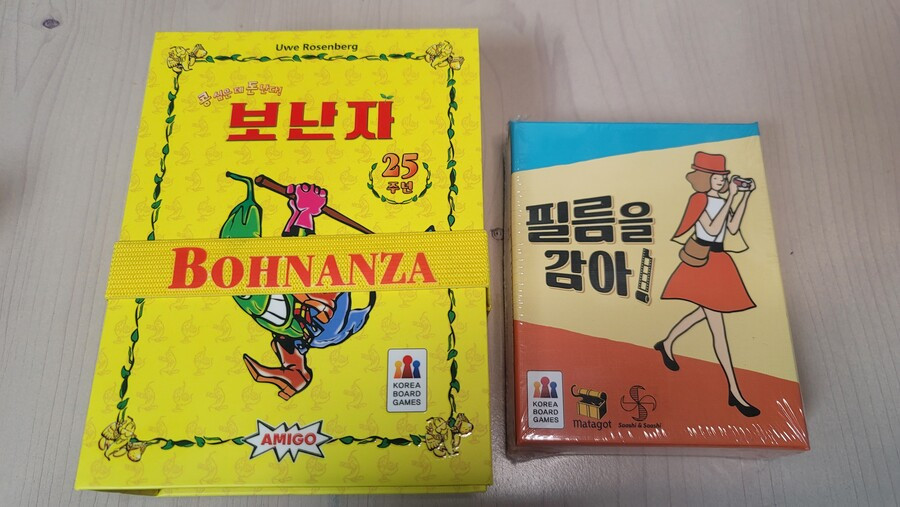 Uwe Rosenberg
콩 심은 데 돈 난다!
보난자
25
주년
BOHNANZA
KOREA
BOARD
GAMES
AMIGO
필름을
감아!
KOREA
BOARD
GAMES
matagot
Saashi & Saashi